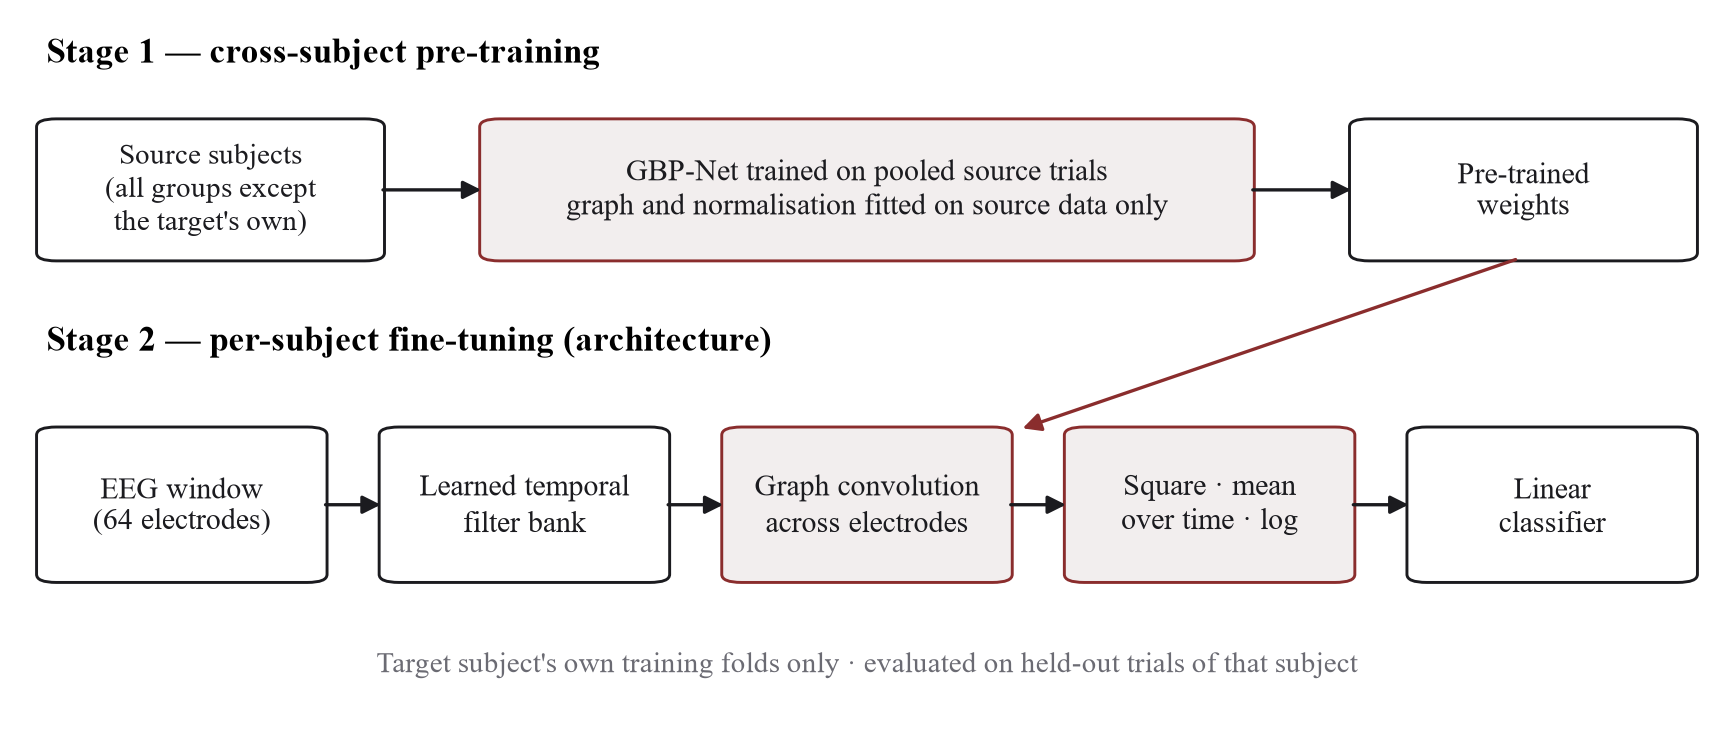 Stage 1 — cross-subject pre-training
Source subjects
(all groups except
the target's own)
GBP-Net trained on pooled source trials
graph and normalisation fitted on source data only
Pre-trained
weights
Stage 2 — per-subject fine-tuning (architecture)
EEG window
(64 electrodes)
Learned temporal
filter bank
Graph convolution
across electrodes
Square · mean
over time · log
Linear
classifier
Target subject's own training folds only · evaluated on held-out trials of that subject